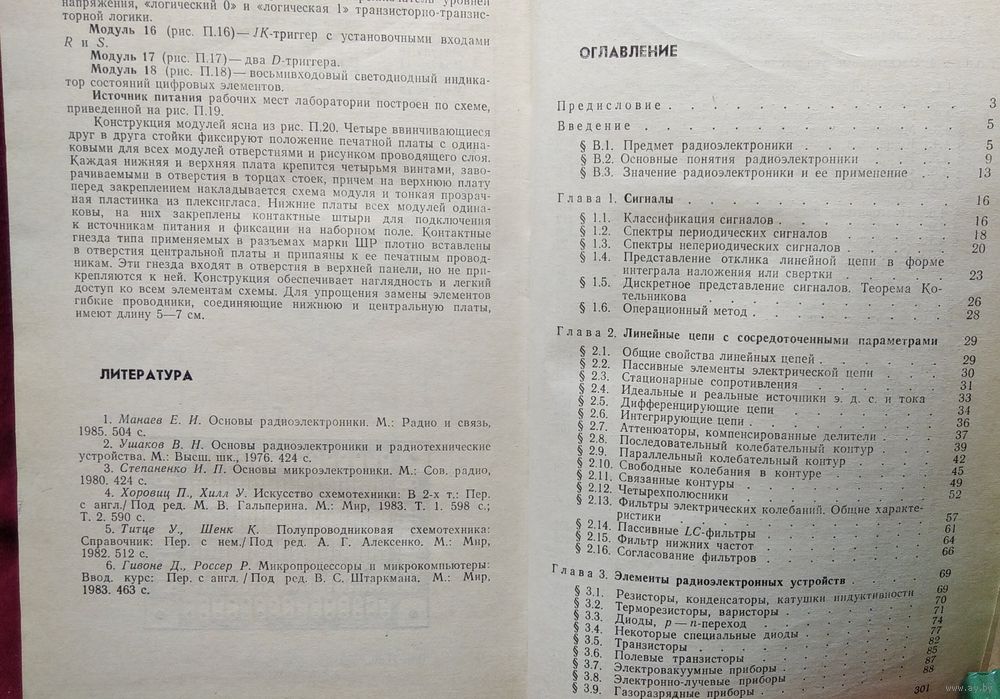 напряжения, «логический 0» и «логическая 1» транзисторно-транзис-
торной логики.
Модуль 16 (рис. П.16)—JK-триггер с установочными входами
R и S.
Модуль 17 (рис. П.17)—два D-триггера.
Модуль 18 (рис. П.18)—восьмивходовый светодиодный индика-
тор состояний цифровых элементов.
Источник питания рабочих мест лаборатории построен по схеме,
приведенной на рис. П.19.
Конструкция модулей ясна из рис. П.20. Четыре ввинчивающиеся
друг в друга стойки фиксируют положение печатной платы с одина-
ковыми для всех модулей отверстиями и рисунком проводящего слоя.
Каждая нижняя и верхняя плата крепится четырьмя винтами, заво-
рачиваемыми в отверстия в торцах стоек, причем на верхнюю плату
перед закреплением накладывается схема модуля и тонкая прозрач-
ная пластинка из плексигласа. Нижние платы всех модулей одина-
ковы, на них закреплены контактные штыри для подключения
к источникам питания и фиксации на наборном поле. Контактные
гнезда типа применяемых в разъемах марки ШР плотно вставлены
в отверстия центральной платы и припаяны к ее печатным провод-
никам. Эти гнезда входят в отверстия в верхней панели, но не при-
крепляются к ней. Конструкция обеспечивает наглядность и легкий
доступ ко всем элементам схемы. Для упрощения замены элементов
гибкие проводники, соединяющие нижнюю и центральную платы,
имеют длину 5—7 см.
ЛИТЕРАТУРА
1. Манаев Е. И. Основы радиоэлектроники. М.: Радио и связь,
1985. 504 с.
2. Ушаков В. Н. Основы радиоэлектроники и радиотехнические
устройства. М.: Высш. шк., 1976. 424 с.
3. Степаненко И. П. Основы микроэлектроники. М.: Сов. радио,
1980. 424 с.
4. Хоровиц П., Хилл У. Искусство схемотехники: В 2-х т.: Пер.
с англ./Под ред. М. В. Гальперина. М.: Мир, 1983. Т. 1. 598 с.;
Т. 2. 590 с.
5. Титце У., Шенк К. Полупроводниковая схемотехника:
Справочник: Пер. с нем./Под ред. А. Г. Алексенко. М.: Мир,
1982. 512 с.
6. Гивоне Д., Россер Р. Микропроцессоры и микрокомпьютеры:
Ввод. курс: Пер. с англ./Под ред. В. С. Штаркмана. М.: Мир,
1983. 463 с.
ОГЛАВЛЕНИЕ
Предисловие . . . . . . . . . . . . 3
Введение . . . . . . . . . . . . 5
§ В.1. Предмет радиоэлектроники . . . . . . . 5
§ В.2. Основные понятия радиоэлектроники . . . . . 9
§ В.3. Значение радиоэлектроники и ее применение . . . 13
Глава 1. Сигналы . . . . . . . . . . . 16
§ 1.1. Классификация сигналов . . . . . . . 16
§ 1.2. Спектры периодических сигналов . . . . . 18
§ 1.3. Спектры непериодических сигналов . . . . . 20
§ 1.4. Представление отклика линейной цепи в форме
интеграла наложения или свертки . . . . . 23
§ 1.5. Дискретное представление сигналов. Теорема Ко-
тельникова . . . . . . . . . . 26
§ 1.6. Операционный метод . . . . . . . . 28
Глава 2. Линейные цепи с сосредоточенными параметрами 29
§ 2.1. Общие свойства линейных цепей . . . . . . 29
§ 2.2. Пассивные элементы электрической цепи . . . . 30
§ 2.3. Стационарные сопротивления . . . . . . 31
§ 2.4. Идеальные и реальные источники э. д. с. и тока 33
§ 2.5. Дифференцирующие цепи . . . . . . . 34
§ 2.6. Интегрирующие цепи . . . . . . . . 36
§ 2.7. Аттенюаторы, компенсированные делители . . . . 37
§ 2.8. Последовательный колебательный контур . . . . 39
§ 2.9. Параллельный колебательный контур . . . . 42
§ 2.10. Свободные колебания в контуре . . . . . 45
§ 2.11. Связанные контуры . . . . . . . . 49
§ 2.12. Четырехполюсники . . . . . . . . 52
§ 2.13. Фильтры электрических колебаний. Общие характе-
ристики . . . . . . . . . . 57
§ 2.14. Пассивные LC-фильтры . . . . . . . 61
§ 2.15. Фильтр нижних частот . . . . . . . 64
§ 2.16. Согласование фильтров . . . . . . . 66
Глава 3. Элементы радиоэлектронных устройств . . . . 69
§ 3.1. Резисторы, конденсаторы, катушки индуктивности 69
§ 3.2. Терморезисторы, варисторы . . . . . . 70
§ 3.3. Диоды, p—n-переход . . . . . . . . 71
§ 3.4. Некоторые специальные диоды . . . . . . 74
§ 3.5. Транзисторы . . . . . . . . . . 77
§ 3.6. Полевые транзисторы . . . . . . . . 82
§ 3.7. Электровакуумные приборы . . . . . . 85
§ 3.8. Электронно-лучевые приборы . . . . . . 87
§ 3.9. Газоразрядные приборы . . . . . . . 88
301
www.ay.by